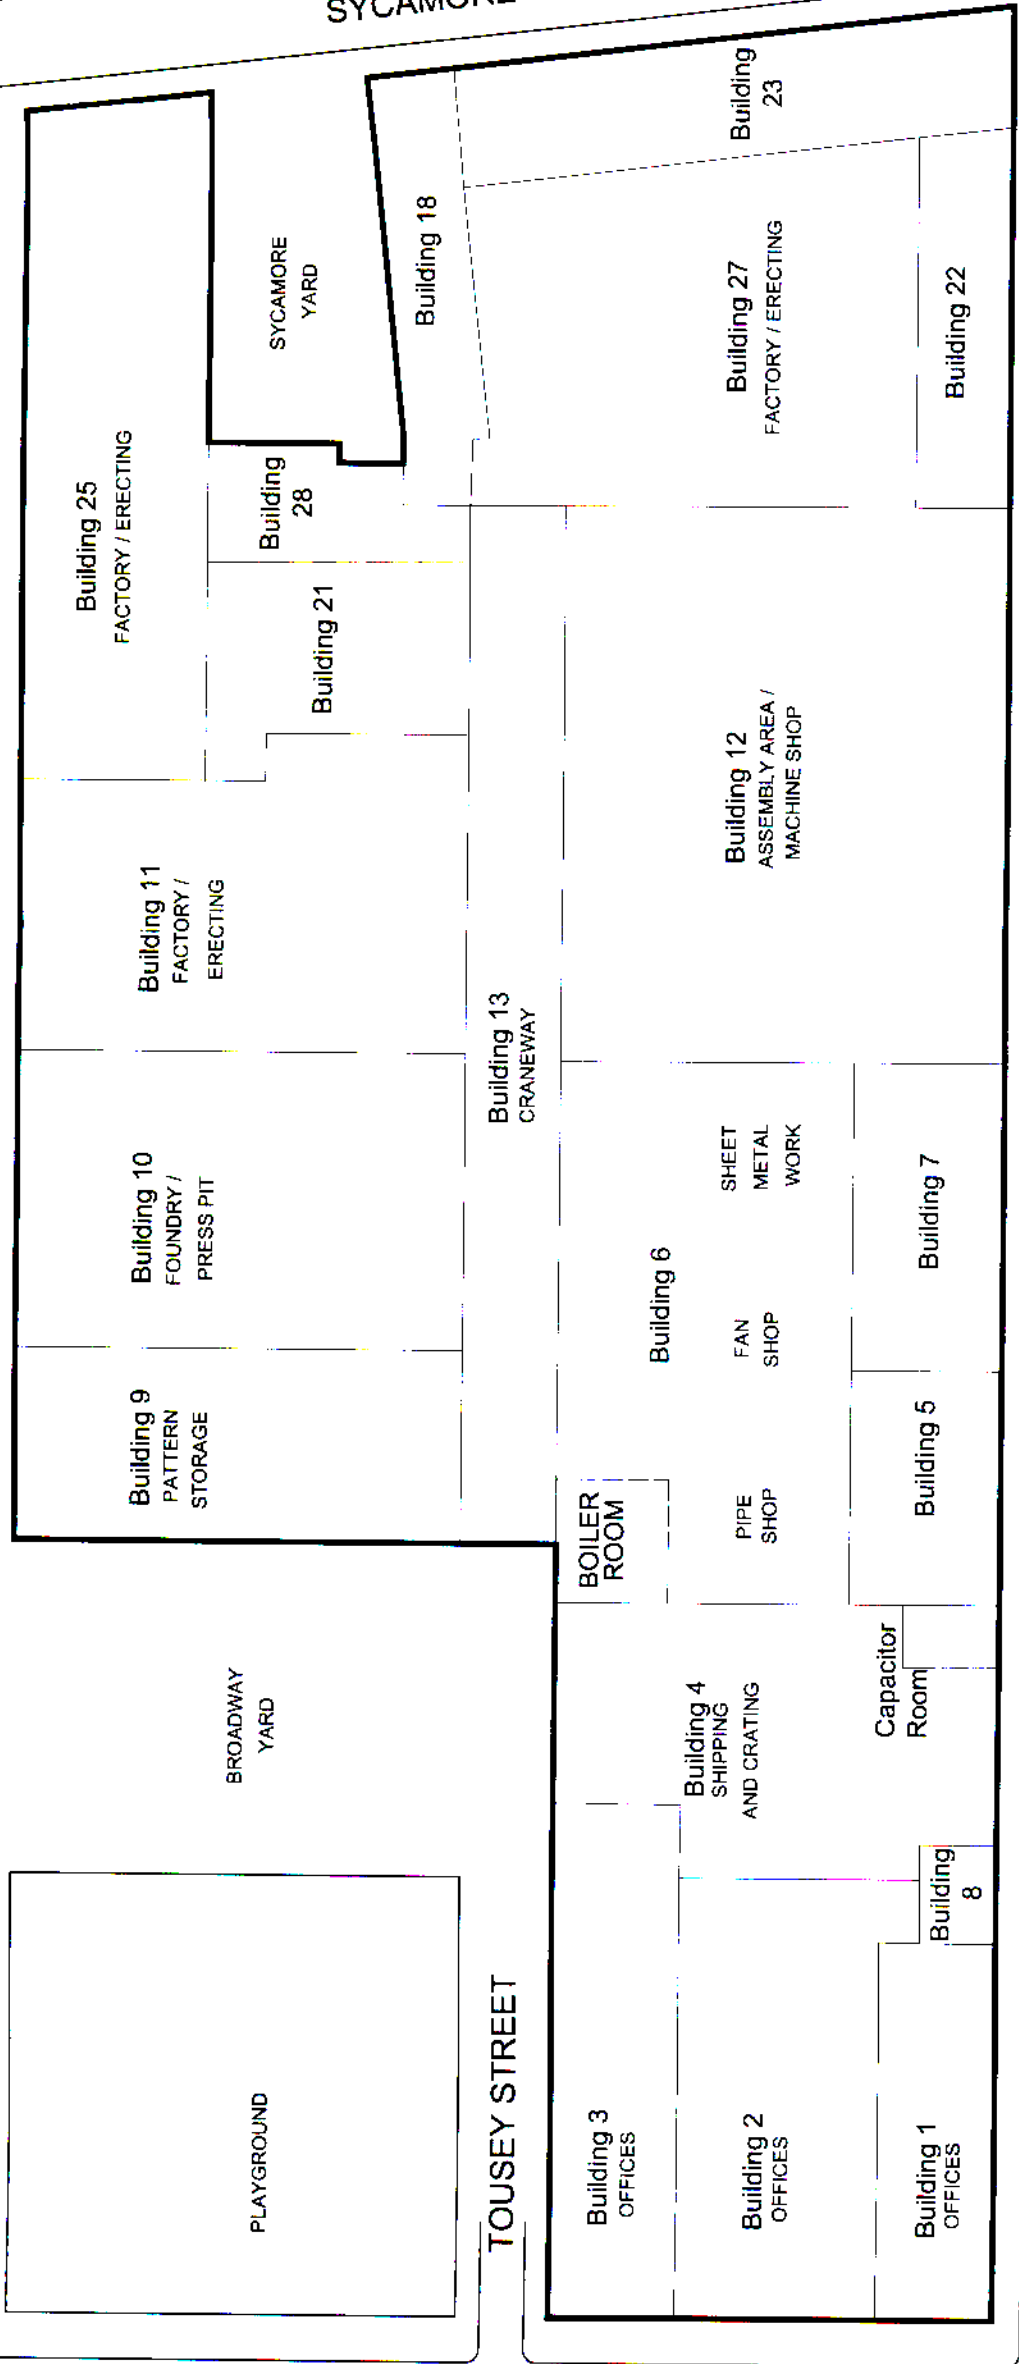 SYCAMORE
Building
23
Building 18
SYCAMORE
YARD
Building 27
FACTORY / ERECTING
Building 22
Building 25
FACTORY / ERECTING
Building
28
Building 21
Building 12
ASSEMBLY AREA /
MACHINE SHOP
Building 11
FACTORY /
ERECTING
Building 13
CRANEWAY
Building 10
FOUNDRY /
PRESS PIT
SHEET
METAL
WORK
Building 7
Building 6
FAN
SHOP
Building 9
PATTERN
STORAGE
BOILER
ROOM
PIPE
SHOP
Building 5
BROADWAY
YARD
Building 4
SHIPPING
AND CRATING
Capacitor
Room
Building
8
PLAYGROUND
TOUSEY STREET
Building 3
OFFICES
Building 2
OFFICES
Building 1
OFFICES